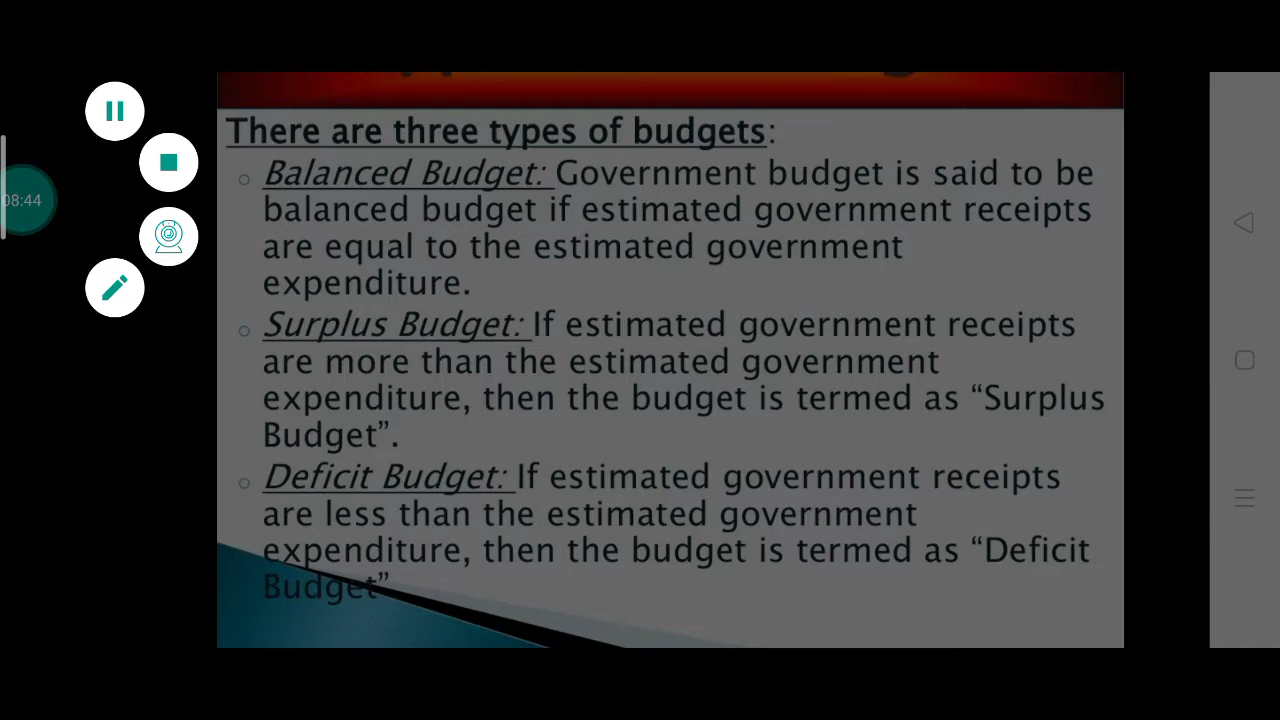 There are three types of budgets:
○ Balanced Budget: Government budget is said to be
balanced budget if estimated government receipts
are equal to the estimated government
expenditure.
○ Surplus Budget: If estimated government receipts
are more than the estimated government
expenditure, then the budget is termed as “Surplus
Budget”.
○ Deficit Budget: If estimated government receipts
are less than the estimated government
expenditure, then the budget is termed as “Deficit
Budget”
08:44